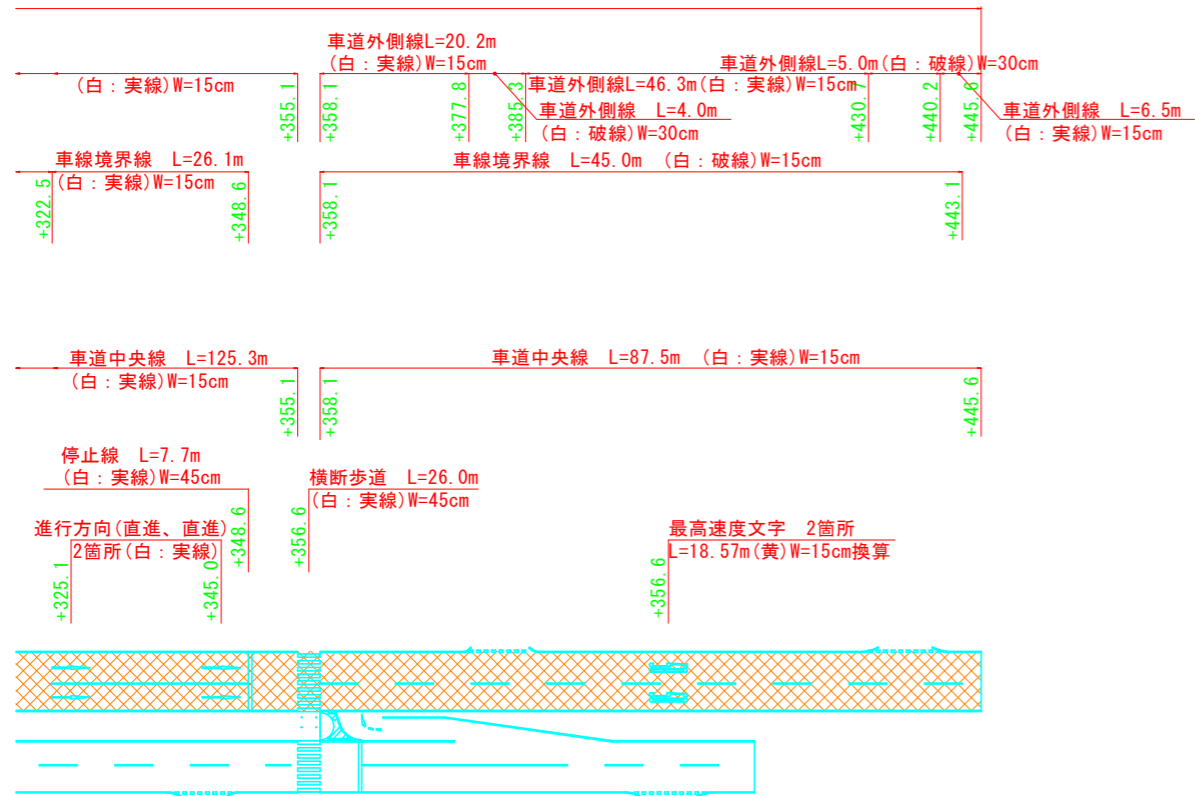 車道外側線L=20.2m
(白：実線)W=15cm
車道外側線L=5.0m(白：破線)W=30cm
(白：実線)W=15cm
車道外側線L=46.3m(白：実線)W=15cm
車道外側線 L=4.0m
(白：破線)W=30cm
車道外側線 L=6.5m
(白：実線)W=15cm
+355.1
+358.1
+377.8
+385.3
+430.7
+440.2
+445.6
車線境界線 L=26.1m
(白：実線)W=15cm
車線境界線 L=45.0m (白：破線)W=15cm
+322.5
+348.6
+358.1
+443.1
車道中央線 L=125.3m
(白：実線)W=15cm
車道中央線 L=87.5m (白：実線)W=15cm
+355.1
+358.1
+445.6
停止線 L=7.7m
(白：実線)W=45cm
横断歩道 L=26.0m
(白：実線)W=45cm
+348.6
+356.6
進行方向(直進、直進)
2箇所(白：実線)
+325.1
+345.0
最高速度文字 2箇所
L=18.57m(黄)W=15cm換算
+356.6